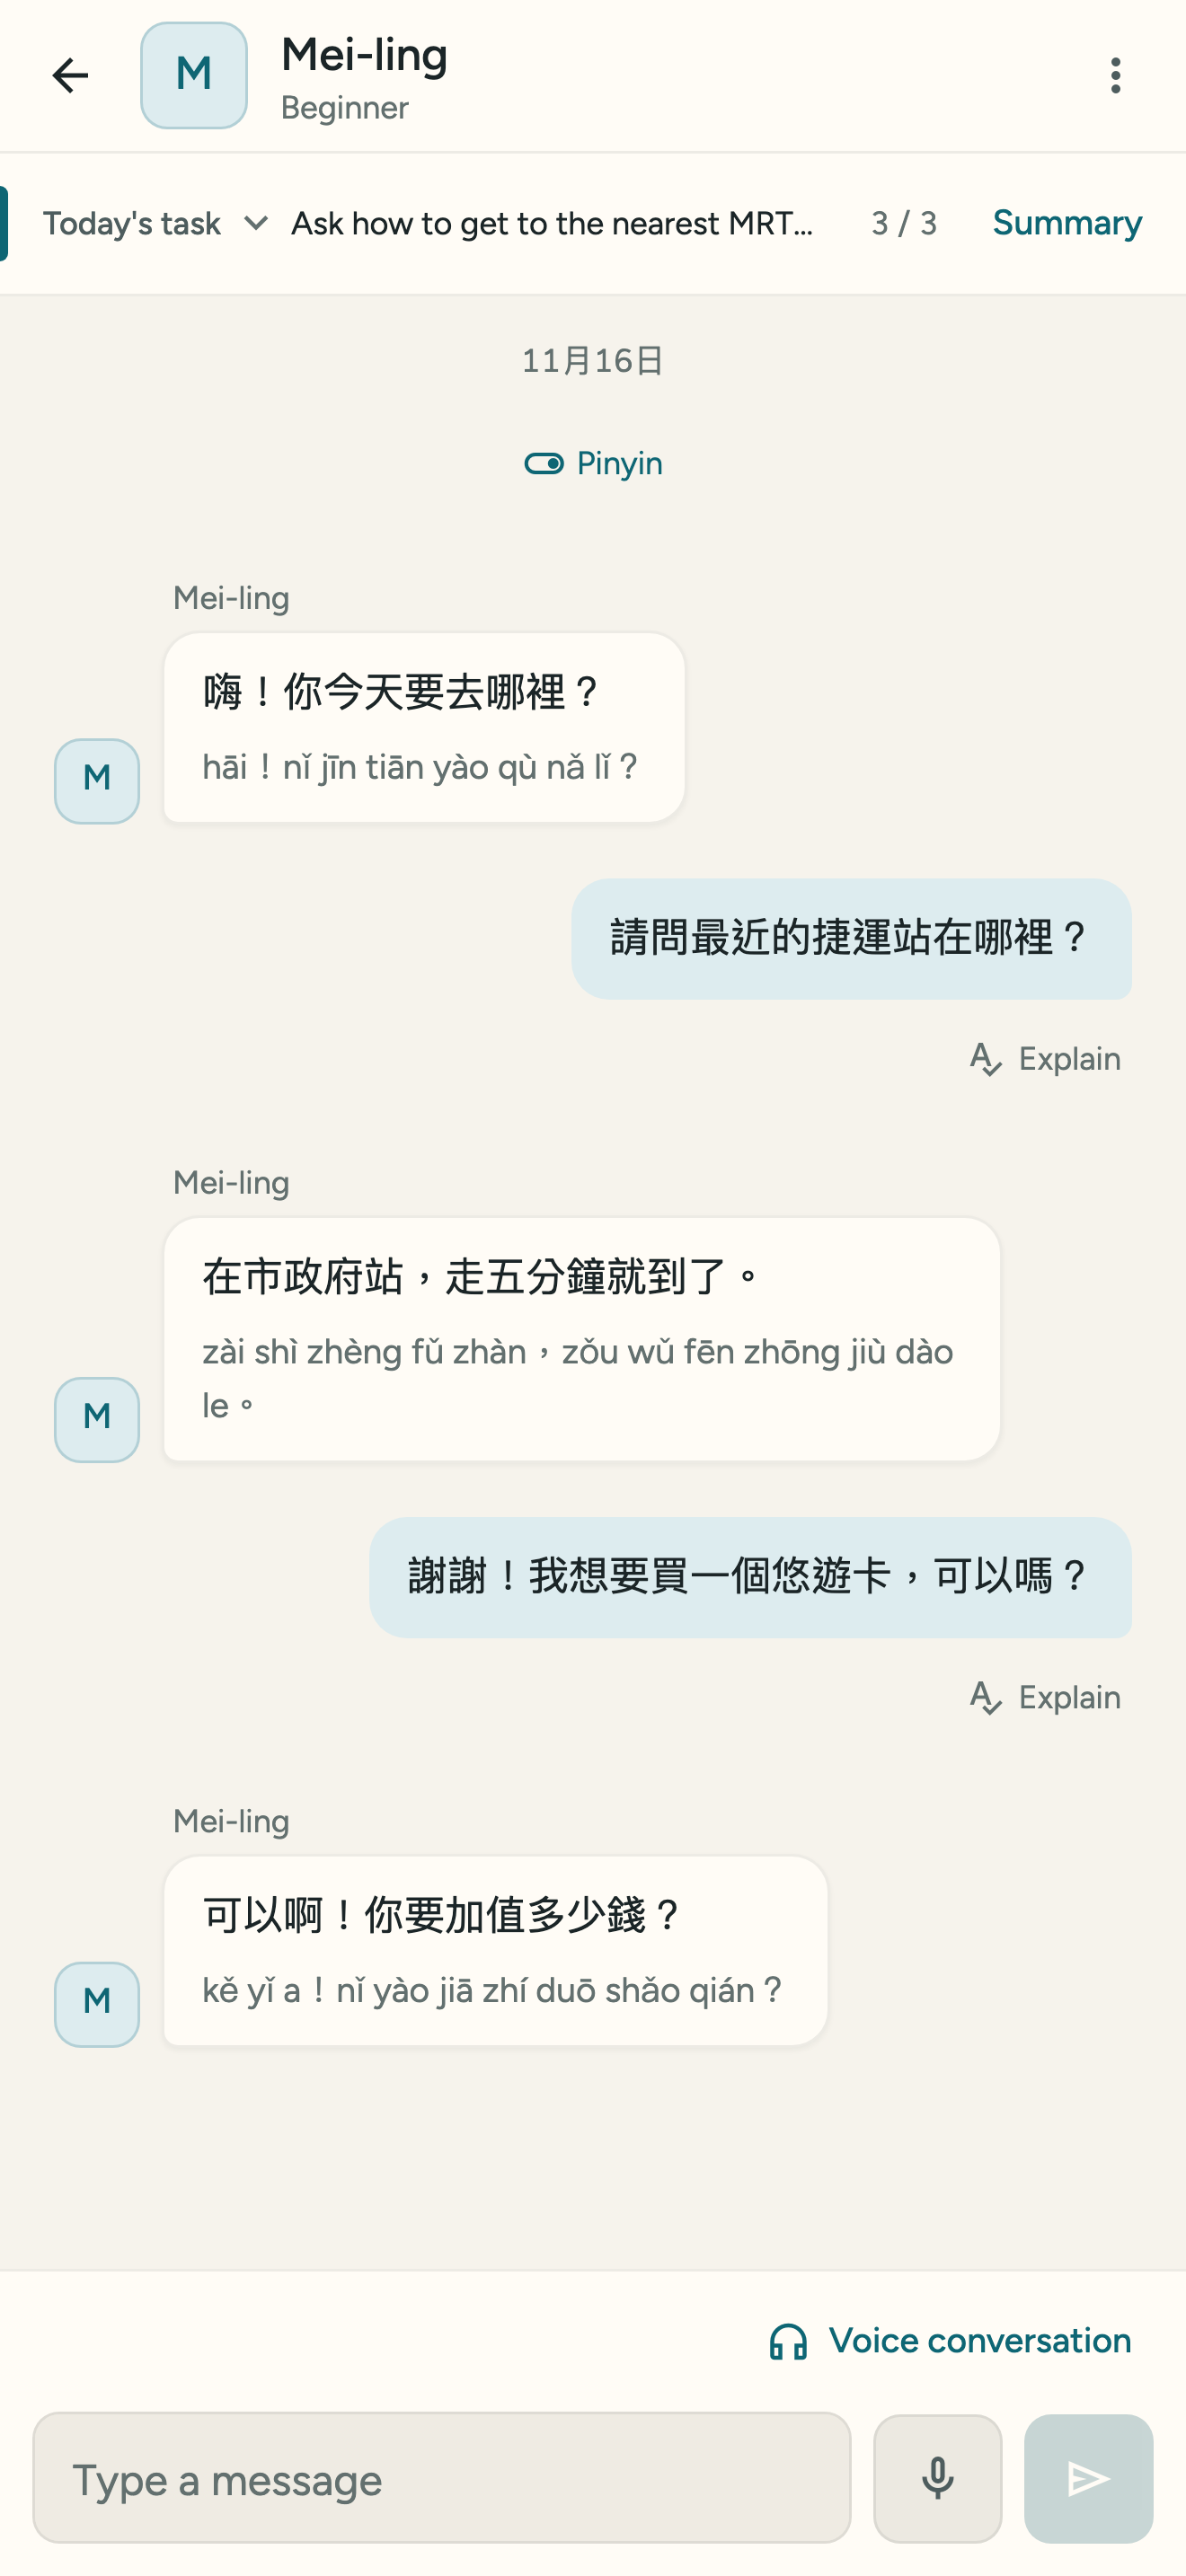 M
Mei-ling
Beginner
Today's task Ask how to get to the nearest MRT... 3 / 3 Summary
11月16日
Pinyin
Mei-ling
嗨！你今天要去哪裡？
hāi！nǐ jīn tiān yào qù nǎ lǐ？
M
請問最近的捷運站在哪裡？
Explain
Mei-ling
在市政府站，走五分鐘就到了。
zài shì zhèng fǔ zhàn，zǒu wǔ fēn zhōng jiù dào
le。
M
謝謝！我想要買一個悠遊卡，可以嗎？
Explain
Mei-ling
可以啊！你要加值多少錢？
kě yǐ a！nǐ yào jiā zhí duō shǎo qián？
M
Voice conversation
Type a message